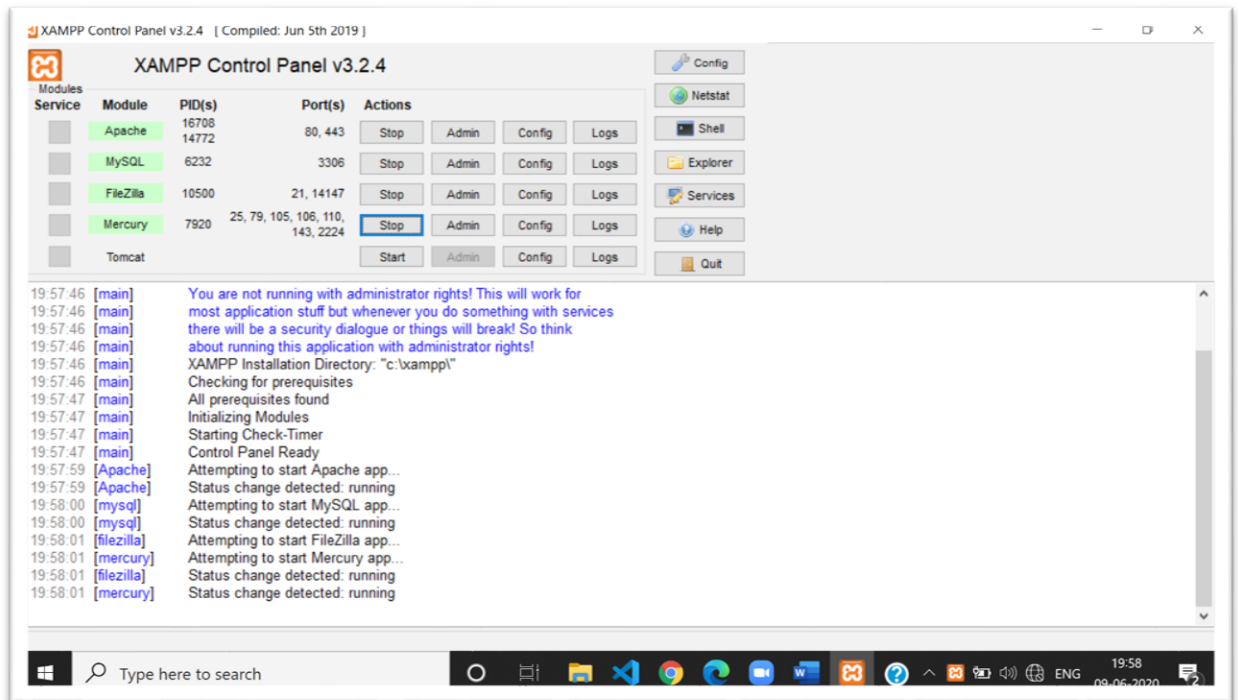 XAMPP Control Panel v3.2.4 [ Compiled: Jun 5th 2019 ]
XAMPP Control Panel v3.2.4
Config
Modules
Service Module PID(s) Port(s) Actions
Netstat
Apache 16708 14772 80, 443 Stop Admin Config Logs
Shell
MySQL 6232 3306 Stop Admin Config Logs
Explorer
FileZilla 10500 21, 14147 Stop Admin Config Logs
Services
Mercury 7920 25, 79, 105, 106, 110, 143, 2224 Stop Admin Config Logs
Help
Tomcat Start Admin Config Logs
Quit
19:57:46 [main] You are not running with administrator rights! This will work for
19:57:46 [main] most application stuff but whenever you do something with services
19:57:46 [main] there will be a security dialogue or things will break! So think
19:57:46 [main] about running this application with administrator rights!
19:57:46 [main] XAMPP Installation Directory: "c:\xampp\"
19:57:46 [main] Checking for prerequisites
19:57:47 [main] All prerequisites found
19:57:47 [main] Initializing Modules
19:57:47 [main] Starting Check-Timer
19:57:47 [main] Control Panel Ready
19:57:59 [Apache] Attempting to start Apache app...
19:57:59 [Apache] Status change detected: running
19:58:00 [mysql] Attempting to start MySQL app...
19:58:00 [mysql] Status change detected: running
19:58:01 [filezilla] Attempting to start FileZilla app...
19:58:01 [mercury] Attempting to start Mercury app...
19:58:01 [filezilla] Status change detected: running
19:58:01 [mercury] Status change detected: running
Type here to search
ENG
19:58
09-06-2020
2